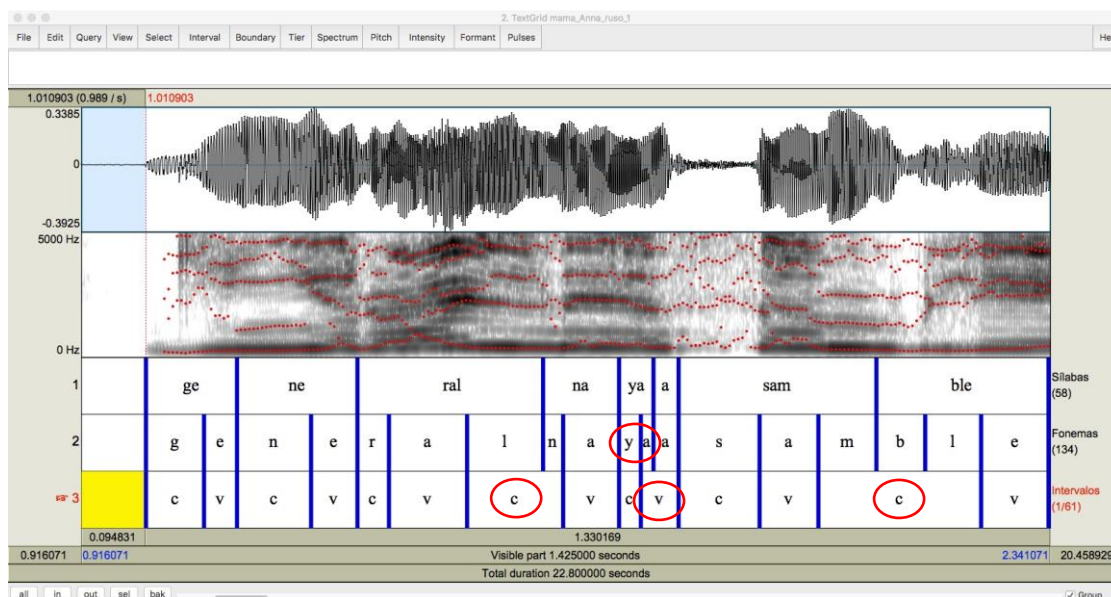 2. TextGrid mama_Anna_ruso_1
File Edit Query View Select Interval Boundary Tier Spectrum Pitch Intensity Formant Pulses He
1.010903 (0.989 / s) 1.010903
0.3385
0
-0.3925
5000 Hz
0 Hz
1 ge ne ral na ya a sam ble Sílabas
(58)
2 g e n e r a l n a y a a s a m b l e Fonemas
(134)
3 c v c v c v c v c v c v c v Intervalos
(1/61)
0.094831 1.330169
0.916071 0.916071 Visible part 1.425000 seconds 2.341071 20.458929
Total duration 22.800000 seconds
all in out sel bak Group